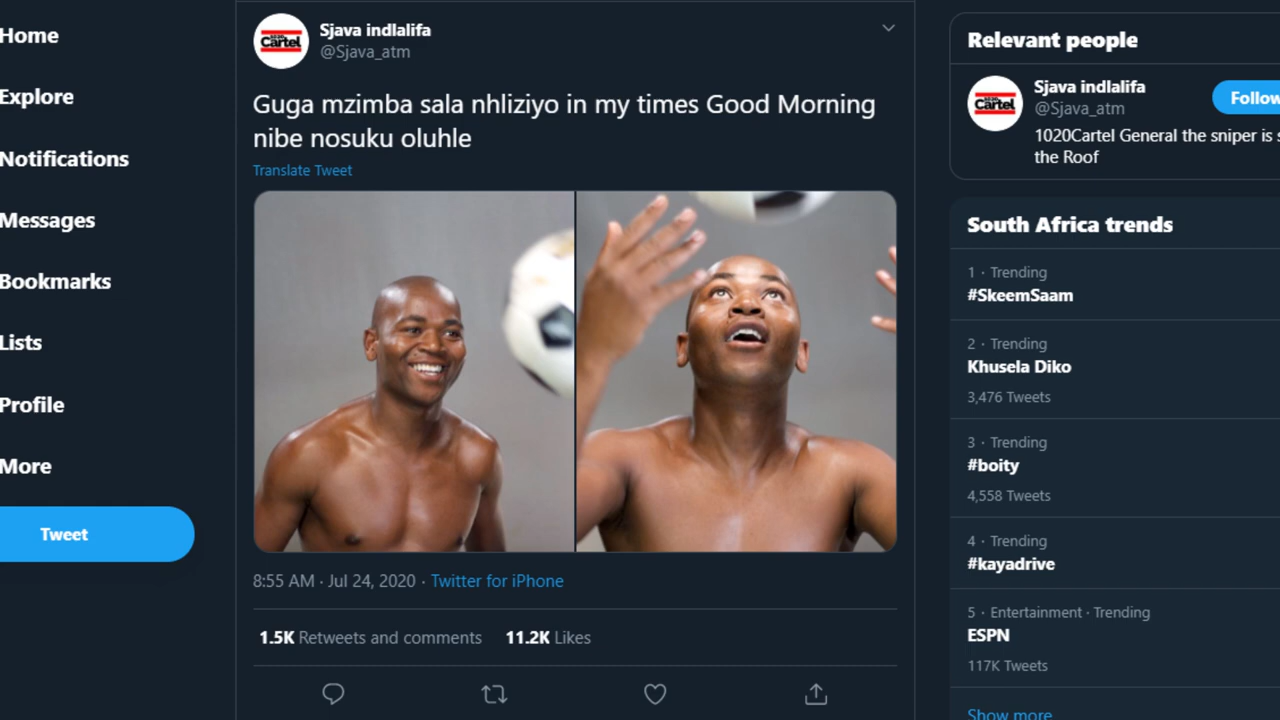 Home
Explore
Notifications
Messages
Bookmarks
Lists
Profile
More
Tweet
Cartel
Sjava indlalifa
@Sjava_atm
Guga mzimba sala nhliziyo in my times Good Morning
nibe nosuku oluhle
Translate Tweet
8:55 AM · Jul 24, 2020 · Twitter for iPhone
1.5K Retweets and comments 11.2K Likes
Relevant people
Cartel
Sjava indlalifa
@Sjava_atm
Follow
1020Cartel General the sniper is
the Roof
South Africa trends
1 · Trending
#SkeemSaam
2 · Trending
Khusela Diko
3,476 Tweets
3 · Trending
#boity
4,558 Tweets
4 · Trending
#kayadrive
5 · Entertainment · Trending
ESPN
117K Tweets
Show more